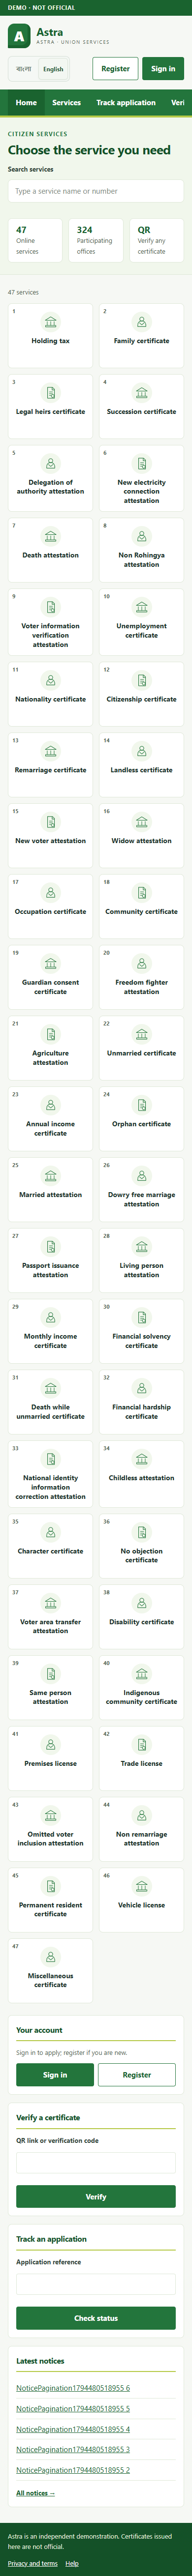 DEMO · NOT OFFICIAL
A
Astra
ASTRA · UNION SERVICES
বাংলা
English
Register
Sign in
Home
Services
Track application
Veri
CITIZEN SERVICES
Choose the service you need
Search services
Type a service name or number
47
Online
services
324
Participating
offices
QR
Verify any
certificate
47 services
1
Holding tax
2
Family certificate
3
Legal heirs certificate
4
Succession certificate
5
Delegation of
authority attestation
6
New electricity
connection
attestation
7
Death attestation
8
Non Rohingya
attestation
9
Voter information
verification
attestation
10
Unemployment
certificate
11
Nationality certificate
12
Citizenship certificate
13
Remarriage certificate
14
Landless certificate
15
New voter attestation
16
Widow attestation
17
Occupation certificate
18
Community certificate
19
Guardian consent
certificate
20
Freedom fighter
attestation
21
Agriculture
attestation
22
Unmarried certificate
23
Annual income
certificate
24
Orphan certificate
25
Married attestation
26
Dowry free marriage
attestation
27
Passport issuance
attestation
28
Living person
attestation
29
Monthly income
certificate
30
Financial solvency
certificate
31
Death while
unmarried certificate
32
Financial hardship
certificate
33
National identity
information
correction attestation
34
Childless attestation
35
Character certificate
36
No objection
certificate
37
Voter area transfer
attestation
38
Disability certificate
39
Same person
attestation
40
Indigenous
community certificate
41
Premises license
42
Trade license
43
Omitted voter
inclusion attestation
44
Non remarriage
attestation
45
Permanent resident
certificate
46
Vehicle license
47
Miscellaneous
certificate
Your account
Sign in to apply; register if you are new.
Sign in
Register
Verify a certificate
QR link or verification code
Verify
Track an application
Application reference
Check status
Latest notices
NoticePagination1794480518955 6
NoticePagination1794480518955 5
NoticePagination1794480518955 4
NoticePagination1794480518955 3
NoticePagination1794480518955 2
All notices →
Astra is an independent demonstration. Certificates issued
here are not official.
Privacy and terms
Help